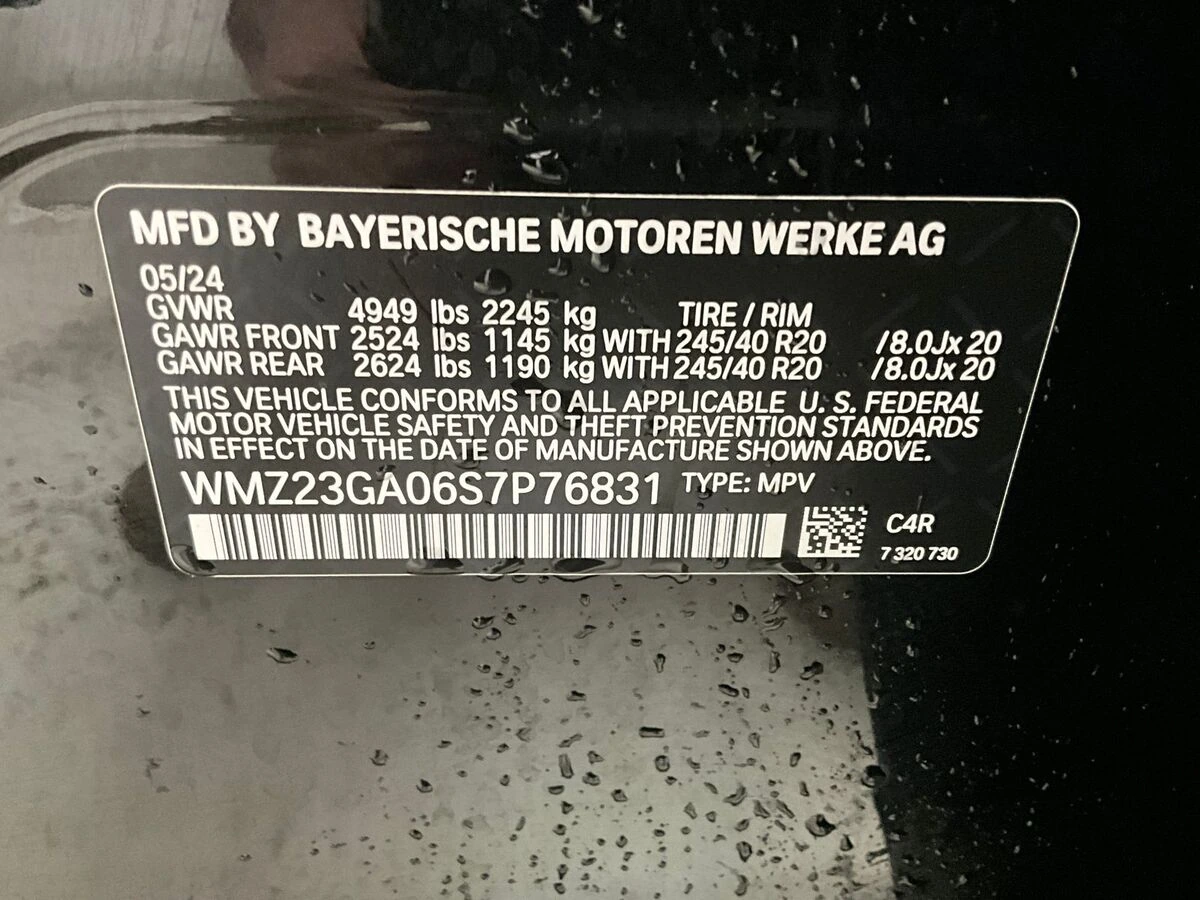 MFD BY BAYERISCHE MOTOREN WERKE AG
05/24
GVWR 4949 lbs 2245 kg TIRE / RIM
GAWR FRONT 2524 lbs 1145 kg WITH 245/40 R20 /8.0Jx 20
GAWR REAR 2624 lbs 1190 kg WITH 245/40 R20 /8.0Jx 20
THIS VEHICLE CONFORMS TO ALL APPLICABLE U. S. FEDERAL
MOTOR VEHICLE SAFETY AND THEFT PREVENTION STANDARDS
IN EFFECT ON THE DATE OF MANUFACTURE SHOWN ABOVE.
WMZ23GA06S7P76831 TYPE: MPV
C4R
7 320 730